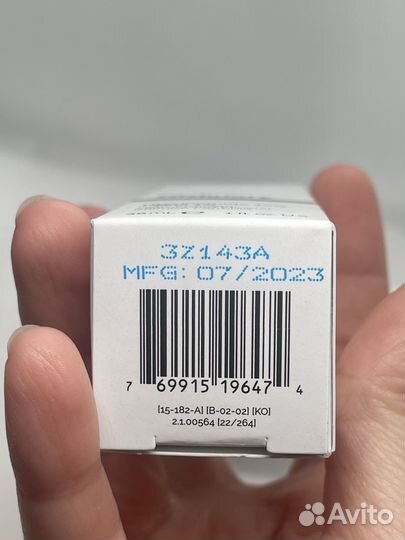 3Z143A
MFG: 07/2023
7 69915 19647 4
[15-182-A] [B-02-02] [KO]
2.1.00564 [22/264]
Avito